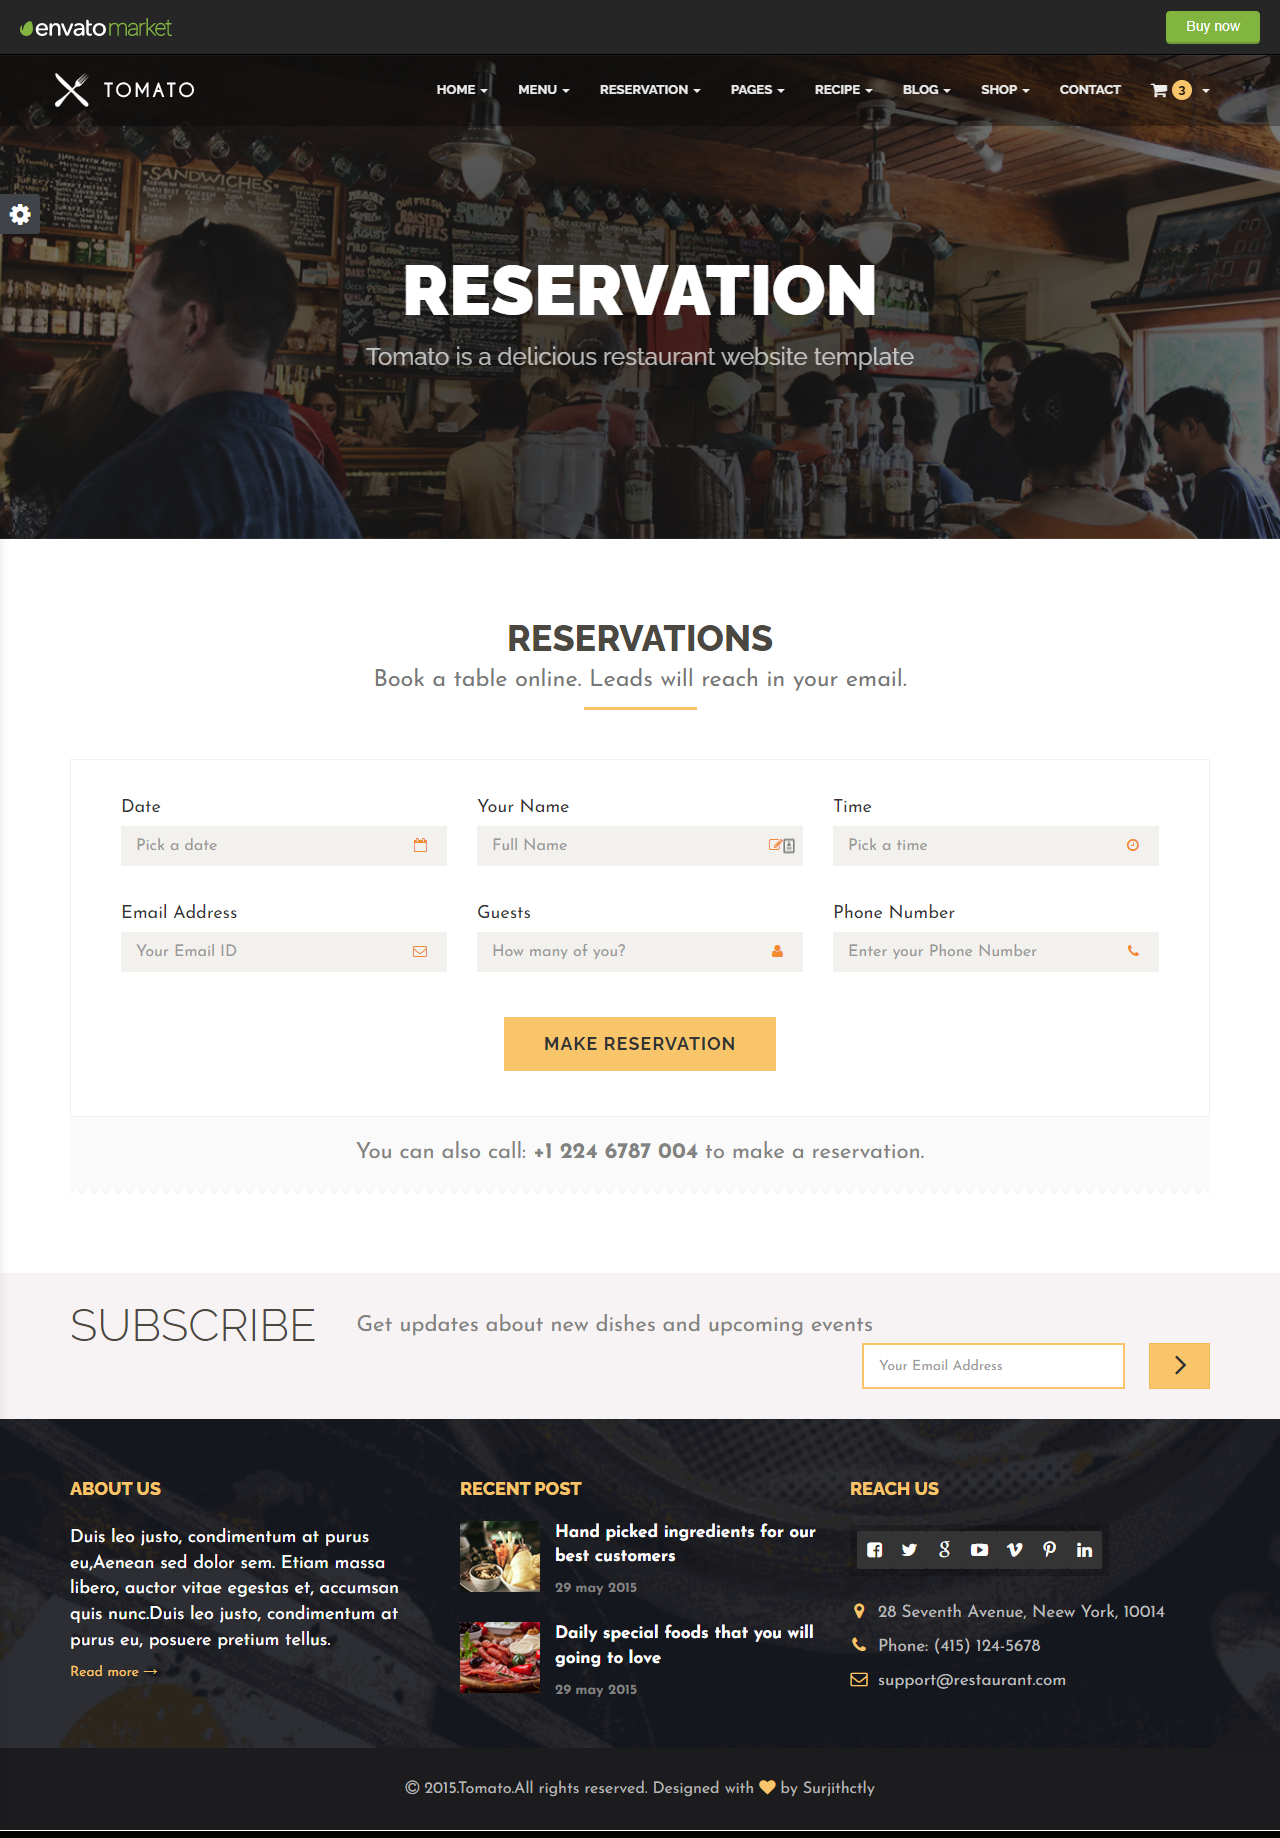 envato market
Buy now
TOMATO
HOME
MENU
RESERVATION
PAGES
RECIPE
BLOG
SHOP
CONTACT
3
SANDWICHES
ROASTED
COFFEES
RESERVATION
Tomato is a delicious restaurant website template
RESERVATIONS
Book a table online. Leads will reach in your email.
Date
Your Name
Time
Pick a date
Full Name
Pick a time
Email Address
Guests
Phone Number
Your Email ID
How many of you?
Enter your Phone Number
MAKE RESERVATION
You can also call: +1 224 6787 004 to make a reservation.
SUBSCRIBE
Get updates about new dishes and upcoming events
Your Email Address
ABOUT US
Duis leo justo, condimentum at purus
eu,Aenean sed dolor sem. Etiam massa
libero, auctor vitae egestas et, accumsan
quis nunc.Duis leo justo, condimentum at
purus eu, posuere pretium tellus.
Read more →
RECENT POST
Hand picked ingredients for our
best customers
29 may 2015
Daily special foods that you will
going to love
29 may 2015
REACH US
28 Seventh Avenue, Neew York, 10014
Phone: (415) 124-5678
support@restaurant.com
© 2015.Tomato.All rights reserved. Designed with ♥ by Surjithctly